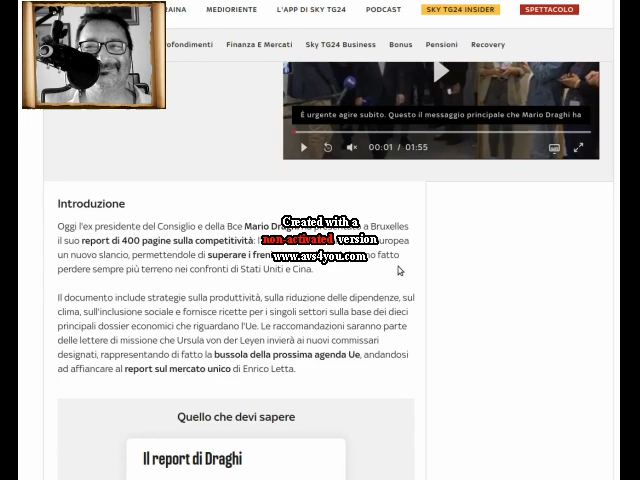 RAINA MEDIORIENTE L'APP DI SKY TG24 PODCAST SKY TG24 INSIDER SPETTACOLO
ofondimenti Finanza E Mercati Sky TG24 Business Bonus Pensioni Recovery
È urgente agire subito. Questo il messaggio principale che Mario Draghi ha
00:01 / 01:55
Introduzione
Oggi l'ex presidente del Consiglio e della Bce Mario Draghi a Bruxelles
il suo report di 400 pagine sulla competitività: europea
un nuovo slancio, permettendole di superare i fatto
perdere sempre più terreno nei confronti di Stati Uniti e Cina.
Created with a
non-activated version
www.avs4you.com
Il documento include strategie sulla produttività, sulla riduzione delle dipendenze, sul
clima, sull'inclusione sociale e fornisce ricette per i singoli settori sulla base dei dieci
principali dossier economici che riguardano l'Ue. Le raccomandazioni saranno parte
delle lettere di missione che Ursula von der Leyen invierà ai nuovi commissari
designati, rappresentando di fatto la bussola della prossima agenda Ue, andandosi
ad affiancare al report sul mercato unico di Enrico Letta.
Quello che devi sapere
Il report di Draghi